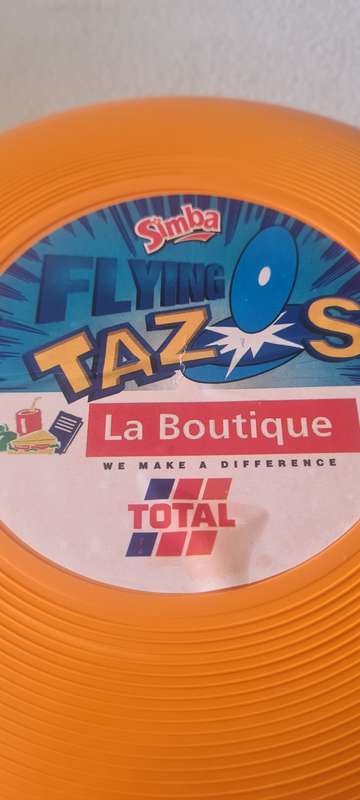 Simba
FLYING
TAZOS
La Boutique
WE MAKE A DIFFERENCE
TOTAL